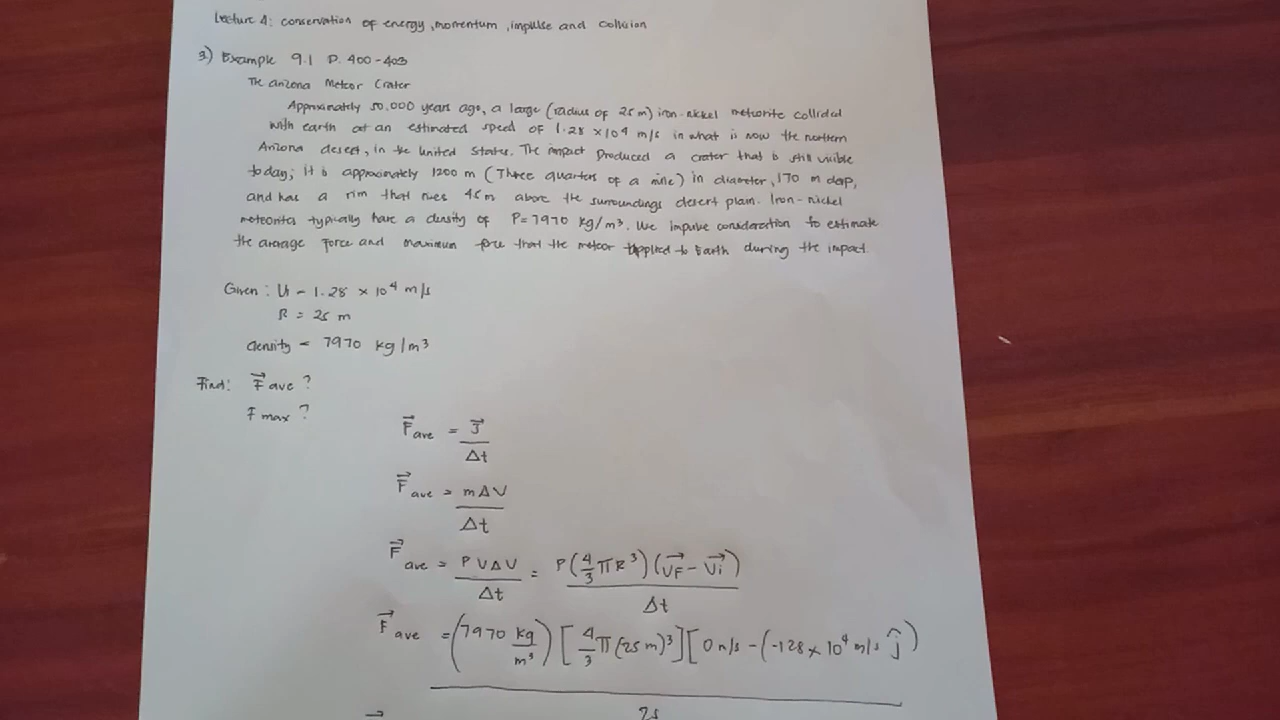 Lecture 4: conservation of energy, momentum, impulse and collision
3.) Example 9.1 P. 400-403
The Arizona Meteor Crater
Approximately 50.000 years ago, a large (radius of 25 m) iron-nickel meteorite collided
with earth at an estimated speed of 1.28 × 10⁴ m/s in what is now the northern
Arizona desert, in the United States. The impact produced a crater that is still visible
today; it is approximately 1200 m (Three quarters of a mile) in diameter, 170 m deep,
and has a rim that rises 45 m above the surroundings desert plain. Iron-nickel
meteorites typically have a density of P=7970 kg/m³. Use impulse consideration to estimate
the average force and maximum force that the meteor applied to Earth during the impact.
Given: Vi - 1.28 × 10⁴ m/s
R = 25 m
density = 7970 kg/m³
Find: F⃗ ave ?
F max ?
F⃗ave = J⃗ / Δt
F⃗ave = mΔV / Δt
F⃗ave = PVΔV / Δt = P(4/3 πR³)(V⃗F - V⃗i) / Δt
F⃗ave = (7970 kg/m³) [4/3 π(25 m)³][0 m/s - (-1.28 × 10⁴ m/s ĵ)
2s